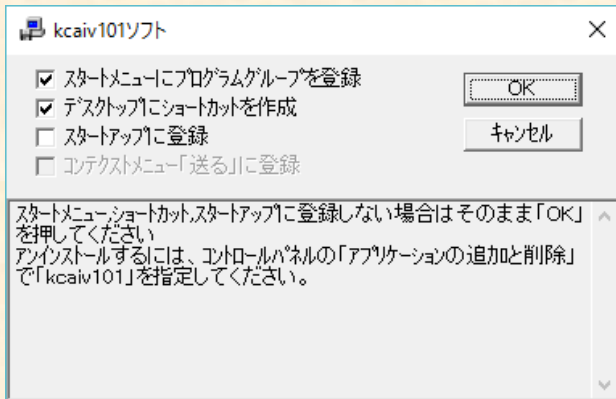 kcaiv101ソフト
スタートメニューにプログラムグループを登録
デスクトップにショートカットを作成
スタートアップに登録
コンテクストメニュー「送る」に登録
OK
キャンセル
スタートメニュー,ショートカット,スタートアップに登録しない場合はそのまま「OK」
を押してください
アンインストールするには、コントロールパネルの「アプリケーションの追加と削除」
で「kcaiv101」を指定してください。